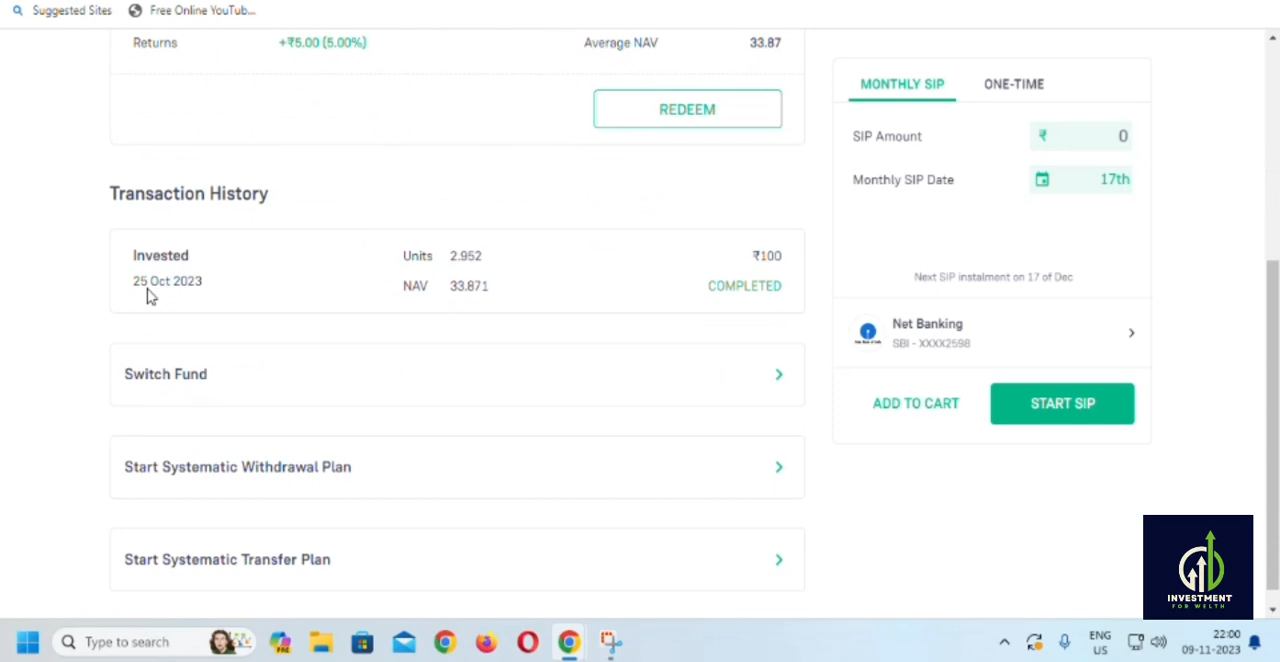 Suggested Sites Free Online YouTub...
Returns +₹5.00 (5.00%) Average NAV 33.87
REDEEM
MONTHLY SIP ONE-TIME
SIP Amount ₹ 0
Monthly SIP Date 17th
Next SIP instalment on 17 of Dec
Net Banking
SBI - XXXX2598
ADD TO CART START SIP
Transaction History
Invested Units 2.952 ₹100
25 Oct 2023 NAV 33.871 COMPLETED
Switch Fund
Start Systematic Withdrawal Plan
Start Systematic Transfer Plan
INVESTMENT
FOR WELTH
Type to search
PRE
ENG
US
22:00
09-11-2023